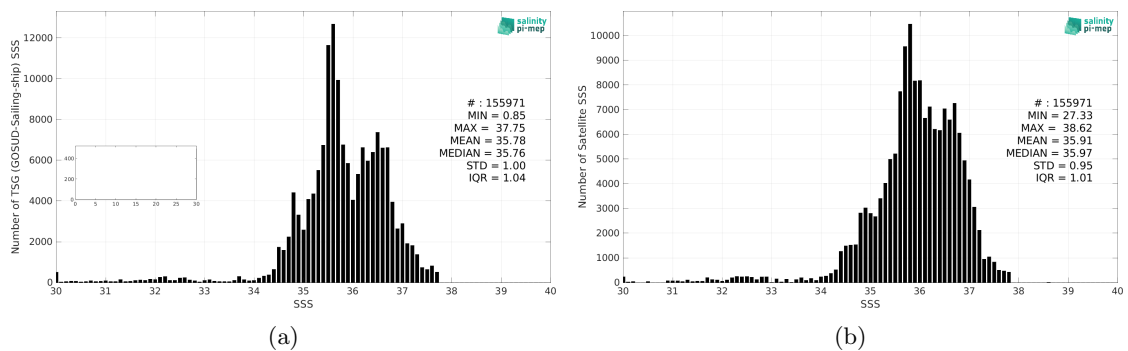 salinity
pi-mep
Number of TSG (GOSUD-Sailing-ship) SSS
12000
10000
8000
6000
4000
2000
0
# : 155971
MIN = 0.85
MAX = 37.75
MEAN = 35.78
MEDIAN = 35.76
STD = 1.00
IQR = 1.04
400
200
0
0 5 10 15 20 25 30
30 31 32 33 34 35 36 37 38 39 40
SSS
(a)
salinity
pi-mep
Number of Satellite SSS
10000
9000
8000
7000
6000
5000
4000
3000
2000
1000
0
# : 155971
MIN = 27.33
MAX = 38.62
MEAN = 35.91
MEDIAN = 35.97
STD = 0.95
IQR = 1.01
30 31 32 33 34 35 36 37 38 39 40
SSS
(b)